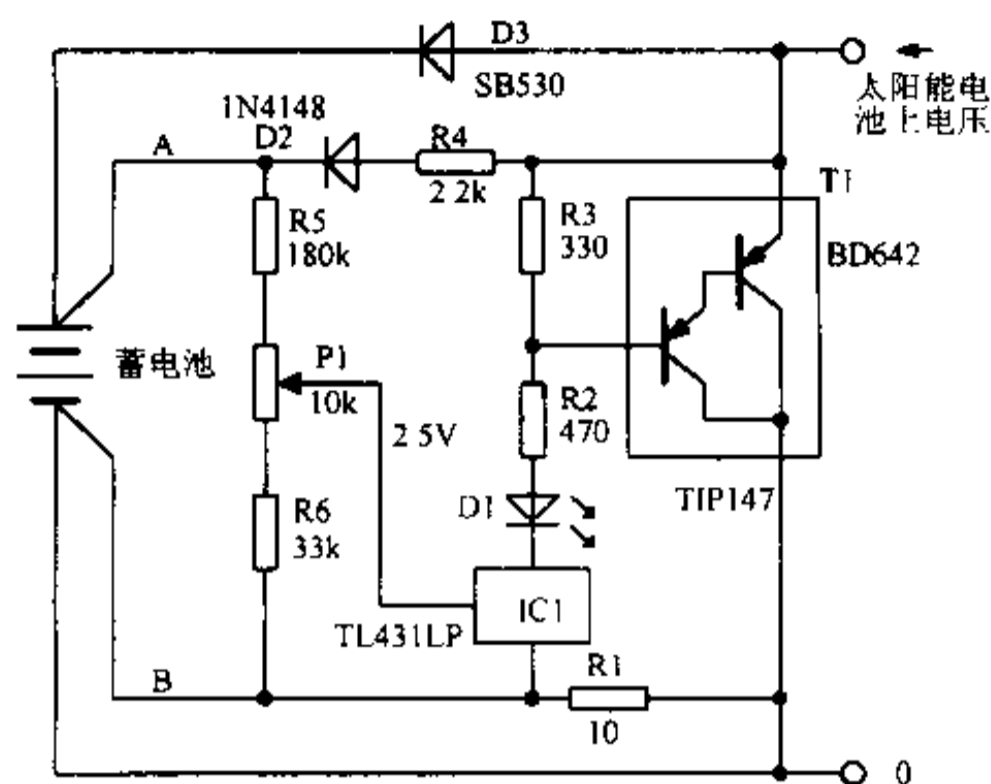 D3
SB530
太阳能电
池上电压
1N4148
D2
A
R4
2 2k
T1
R5
180k
R3
330
BD642
蓄电池
P1
10k
R2
470
2 5V
TIP147
D1
R6
33k
IC1
TL431LP
R1
10
B
0